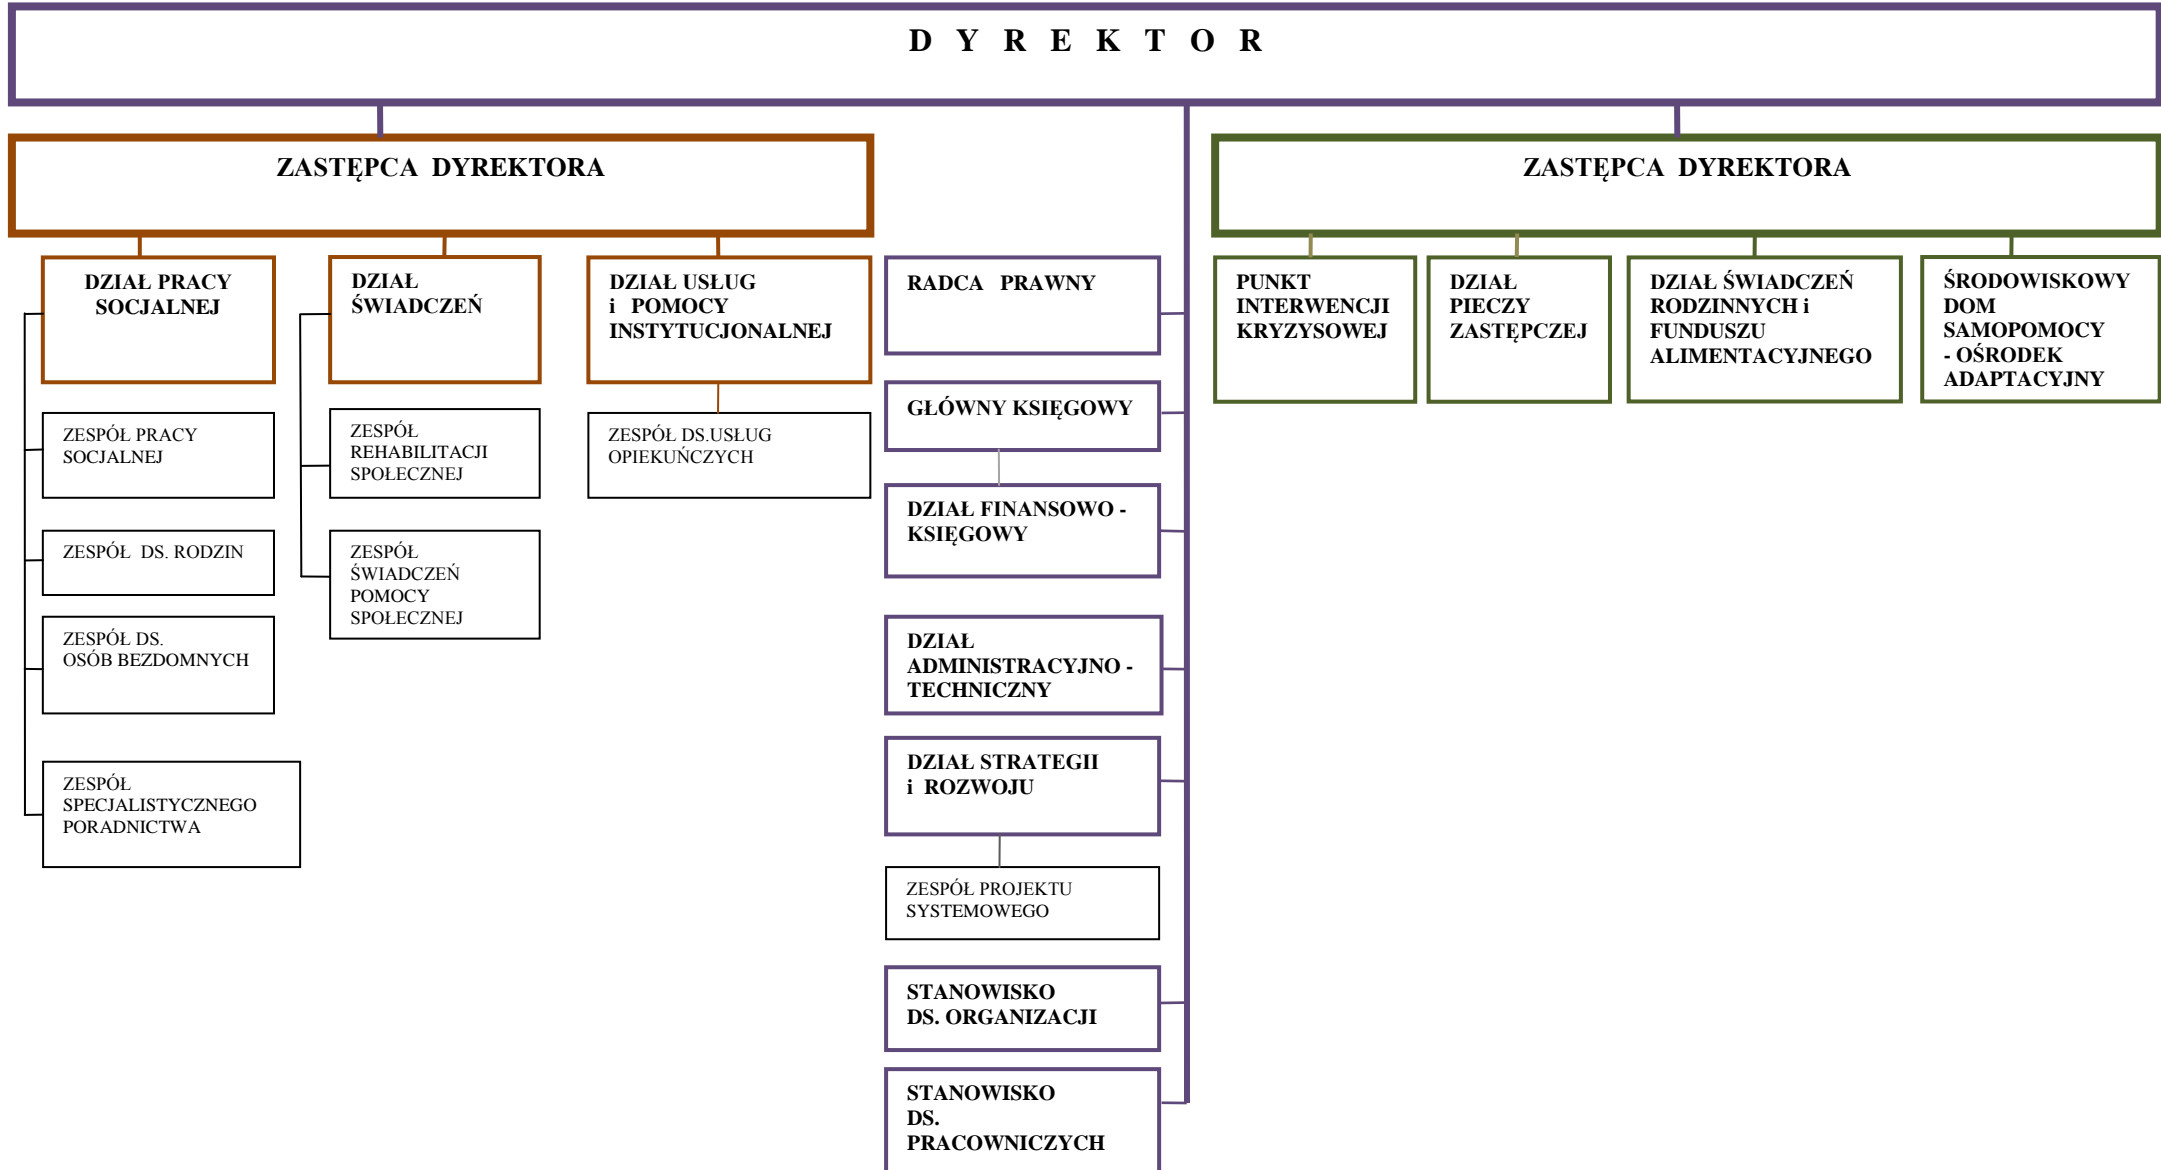 D Y R E K T O R
ZASTĘPCA DYREKTORA
ZASTĘPCA DYREKTORA
DZIAŁ PRACY
SOCJALNEJ
DZIAŁ
ŚWIADCZEŃ
DZIAŁ USŁUG
i POMOCY
INSTYTUCJONALNEJ
RADCA PRAWNY
PUNKT
INTERWENCJI
KRYZYSOWEJ
DZIAŁ
PIECZY
ZASTĘPCZEJ
DZIAŁ ŚWIADCZEŃ
RODZINNYCH i
FUNDUSZU
ALIMENTACYJNEGO
ŚRODOWISKOWY
DOM
SAMOPOMOCY
- OŚRODEK
ADAPTACYJNY
ZESPÓŁ PRACY
SOCJALNEJ
ZESPÓŁ DS. RODZIN
ZESPÓŁ DS.
OSÓB BEZDOMNYCH
ZESPÓŁ
SPECJALISTYCZNEGO
PORADNICTWA
ZESPÓŁ
REHABILITACJI
SPOŁECZNEJ
ZESPÓŁ
ŚWIADCZEŃ
POMOCY
SPOŁECZNEJ
ZESPÓŁ DS.USŁUG
OPIEKUŃCZYCH
GŁÓWNY KSIĘGOWY
DZIAŁ FINANSOWO -
KSIĘGOWY
DZIAŁ
ADMINISTRACYJNO -
TECHNICZNY
DZIAŁ STRATEGII
i ROZWOJU
ZESPÓŁ PROJEKTU
SYSTEMOWEGO
STANOWISKO
DS. ORGANIZACJI
STANOWISKO
DS.
PRACOWNICZYCH